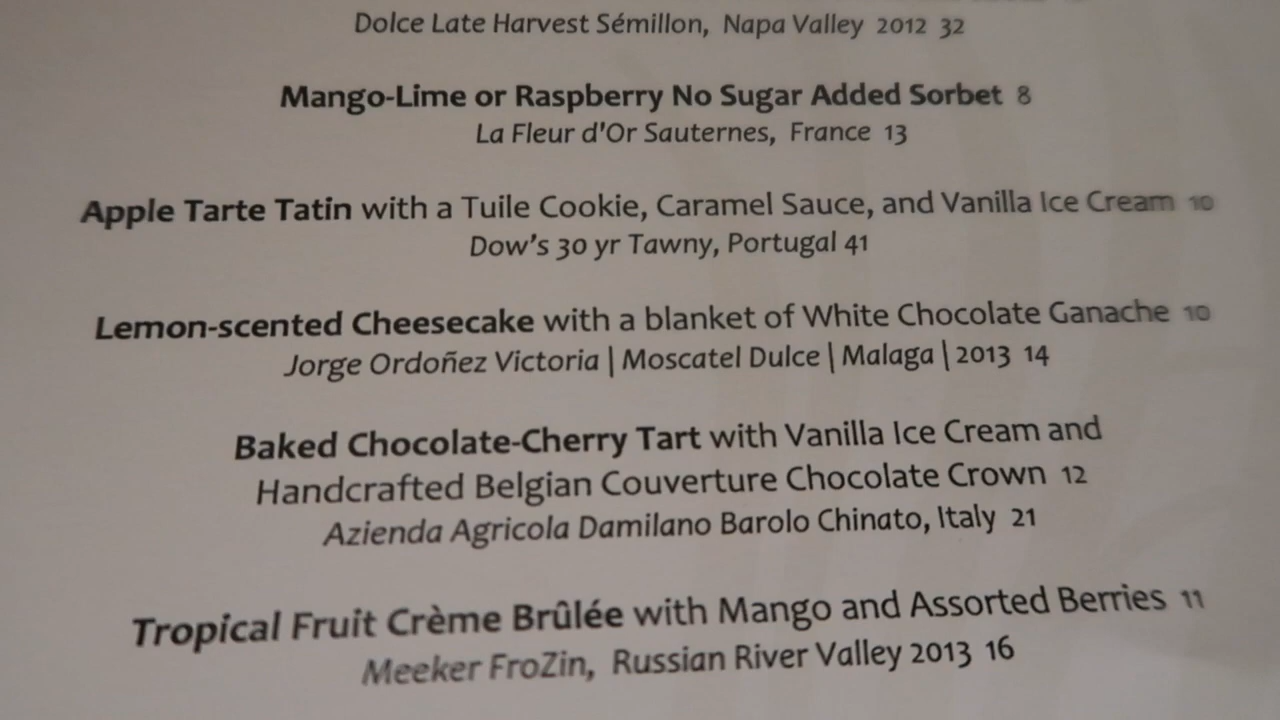 Dolce Late Harvest Sémillon, Napa Valley 2012 32
Mango-Lime or Raspberry No Sugar Added Sorbet 8
La Fleur d'Or Sauternes, France 13
Apple Tarte Tatin with a Tuile Cookie, Caramel Sauce, and Vanilla Ice Cream 10
Dow's 30 yr Tawny, Portugal 41
Lemon-scented Cheesecake with a blanket of White Chocolate Ganache 10
Jorge Ordoñez Victoria | Moscatel Dulce | Malaga | 2013 14
Baked Chocolate-Cherry Tart with Vanilla Ice Cream and
Handcrafted Belgian Couverture Chocolate Crown 12
Azienda Agricola Damilano Barolo Chinato, Italy 21
Tropical Fruit Crème Brûlée with Mango and Assorted Berries 11
Meeker FroZin, Russian River Valley 2013 16